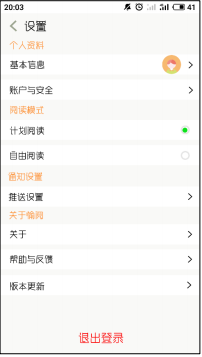 20:03
41
设置
个人资料
基本信息
账户与安全
阅读模式
计划阅读
自由阅读
通知设置
推送设置
关于
关于
帮助与反馈
版本更新
退出登录